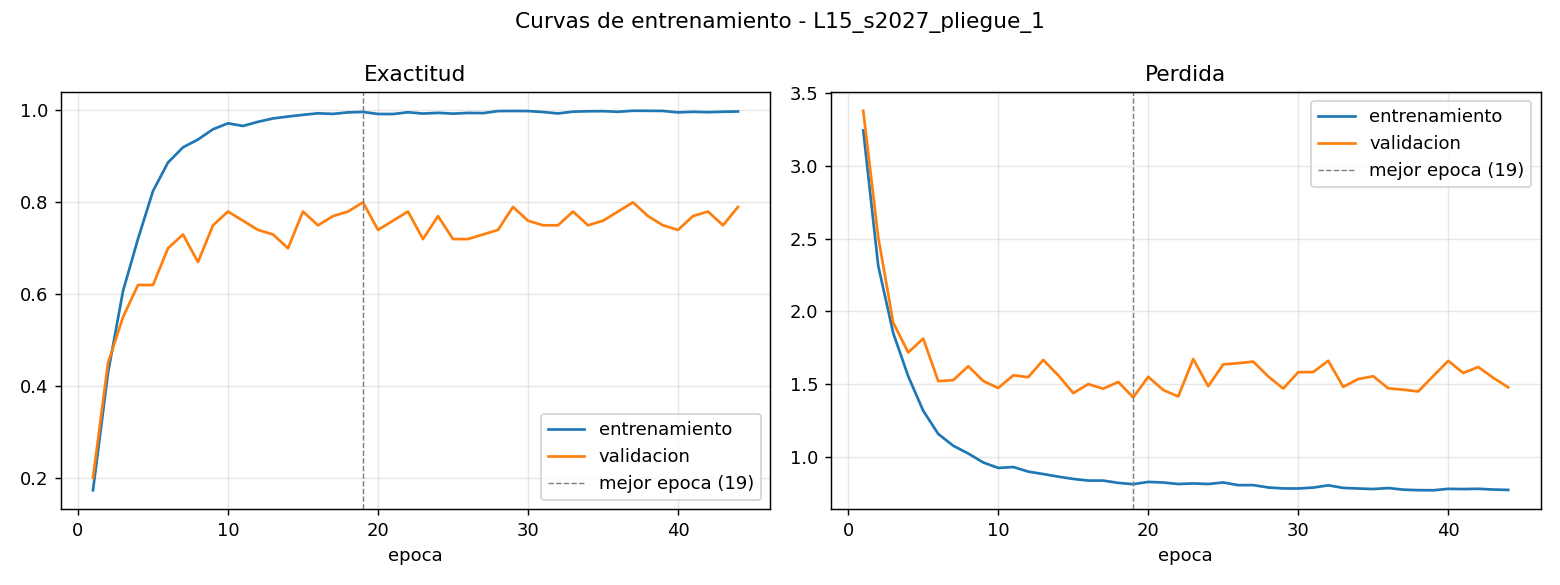 Curvas de entrenamiento - L15_s2027_pliegue_1
Exactitud
1.0
0.8
0.6
0.4
0.2
0
10
20
30
40
epoca
entrenamiento
validacion
mejor epoca (19)
Perdida
3.5
3.0
2.5
2.0
1.5
1.0
0
10
20
30
40
epoca
entrenamiento
validacion
mejor epoca (19)